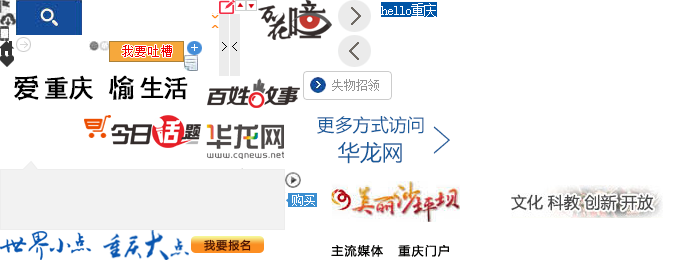 万花瞳
hello重庆
我要吐槽
失物招领
爱重庆 愉生活
百姓故事
今日话题
华龙网
www.cqnews.net
更多方式访问
华龙网
购买
美丽沙坪坝
文化 科教 创新·开放
世界小点 重庆大点
我要报名
主流媒体 重庆门户